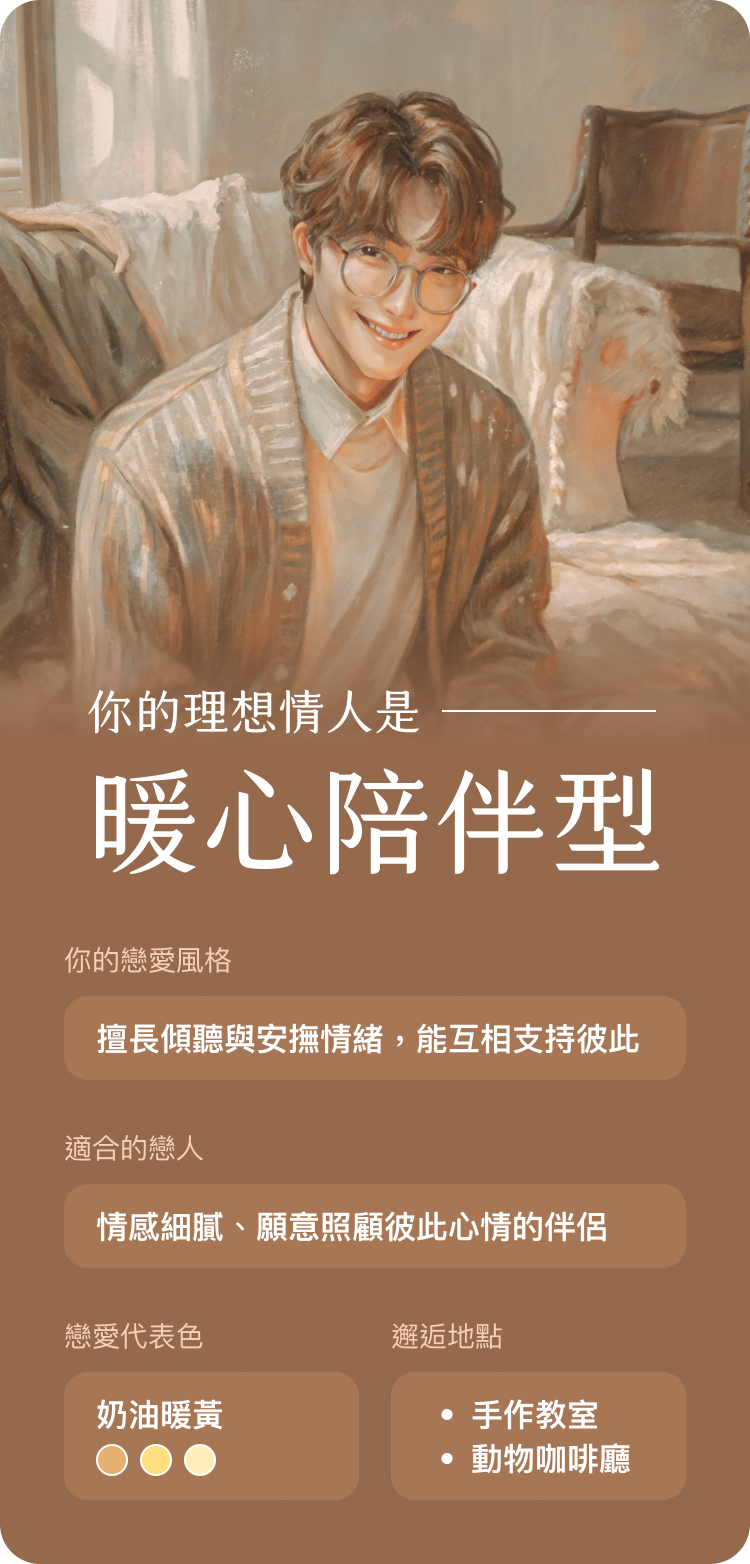 你的理想情人是
暖心陪伴型
你的戀愛風格
擅長傾聽與安撫情緒，能互相支持彼此
適合的戀人
情感細膩、願意照顧彼此心情的伴侶
戀愛代表色
奶油暖黃
邂逅地點
• 手作教室
• 動物咖啡廳